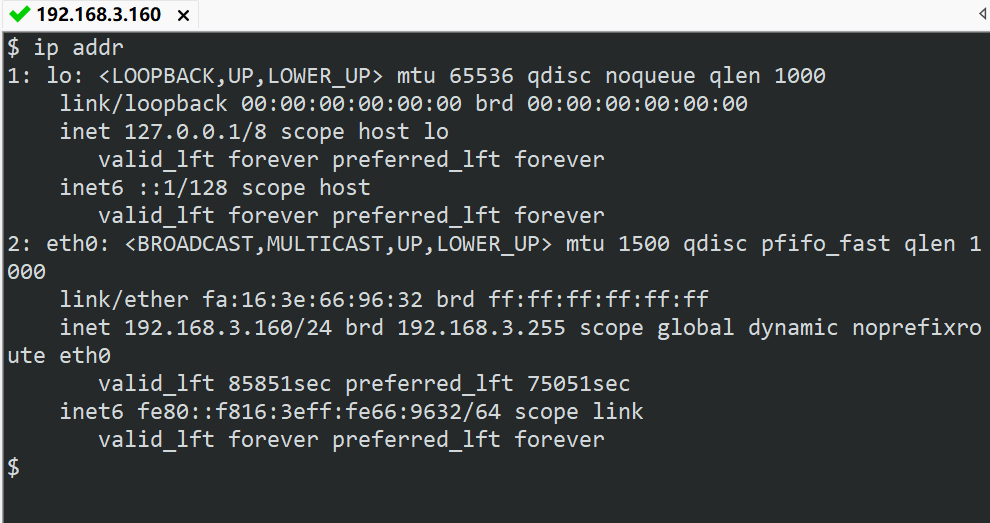 192.168.3.160 ×
$ ip addr
1: lo: <LOOPBACK,UP,LOWER_UP> mtu 65536 qdisc noqueue qlen 1000
    link/loopback 00:00:00:00:00:00 brd 00:00:00:00:00:00
    inet 127.0.0.1/8 scope host lo
       valid_lft forever preferred_lft forever
    inet6 ::1/128 scope host
       valid_lft forever preferred_lft forever
2: eth0: <BROADCAST,MULTICAST,UP,LOWER_UP> mtu 1500 qdisc pfifo_fast qlen 1
000
    link/ether fa:16:3e:66:96:32 brd ff:ff:ff:ff:ff:ff
    inet 192.168.3.160/24 brd 192.168.3.255 scope global dynamic noprefixro
ute eth0
       valid_lft 85851sec preferred_lft 75051sec
    inet6 fe80::f816:3eff:fe66:9632/64 scope link
       valid_lft forever preferred_lft forever
$